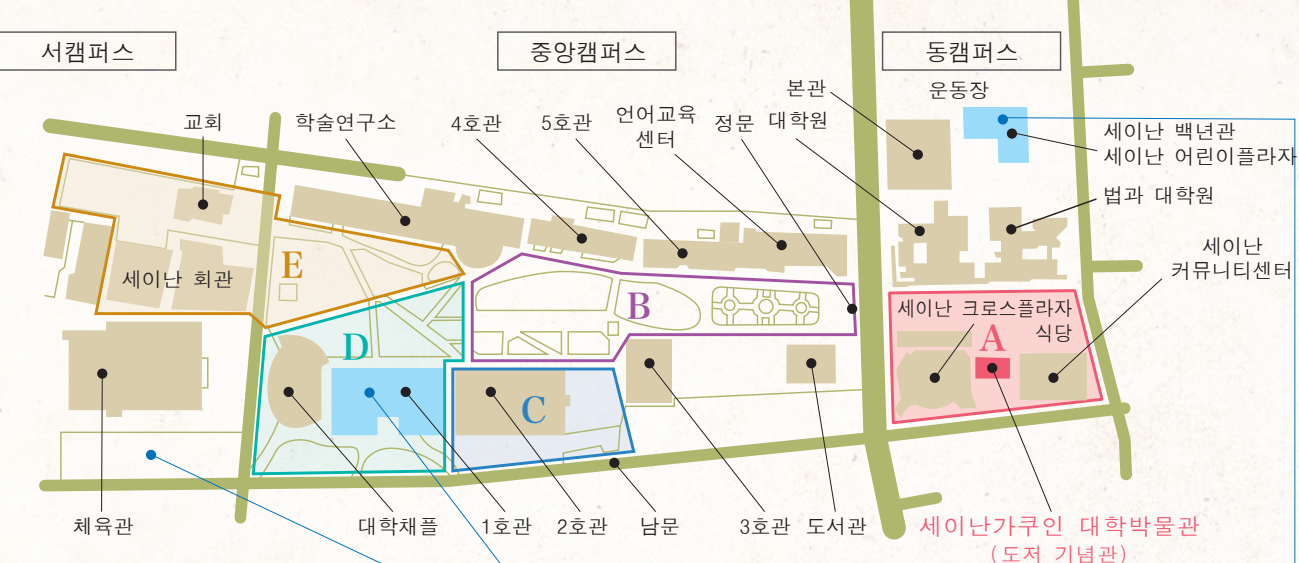 서캠퍼스
중앙캠퍼스
동캠퍼스
본관
운동장
교회
학술연구소
4호관
5호관
언어교육
센터
정문
대학원
세이난 백년관
세이난 어린이플라자
법과 대학원
세이난
커뮤니티센터
세이난 회관
E
B
D
C
세이난 크로스플라자
식당
A
체육관
대학채플
1호관
2호관
남문
3호관
도서관
세이난가쿠인 대학박물관
(도저 기념관)